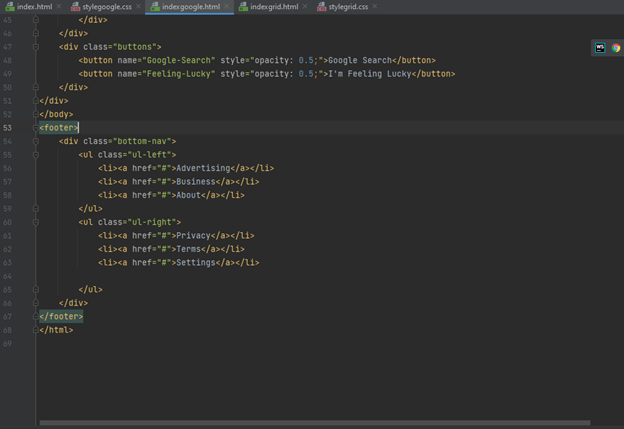 index.html stylegoogle.css indexgoogle.html indexgrid.html stylegrid.css
45 </div>
46 </div>
47 <div class="buttons">
48 <button name="Google-Search" style="opacity: 0.5;">Google Search</button>
49 <button name="Feeling-Lucky" style="opacity: 0.5;">I'm Feeling Lucky</button>
50 </div>
51 </div>
52 </body>
53 <footer>
54 <div class="bottom-nav">
55 <ul class="ul-left">
56 <li><a href="#">Advertising</a></li>
57 <li><a href="#">Business</a></li>
58 <li><a href="#">About</a></li>
59 </ul>
60 <ul class="ul-right">
61 <li><a href="#">Privacy</a></li>
62 <li><a href="#">Terms</a></li>
63 <li><a href="#">Settings</a></li>
64
65 </ul>
66 </div>
67 </footer>
68 </html>
69
WS